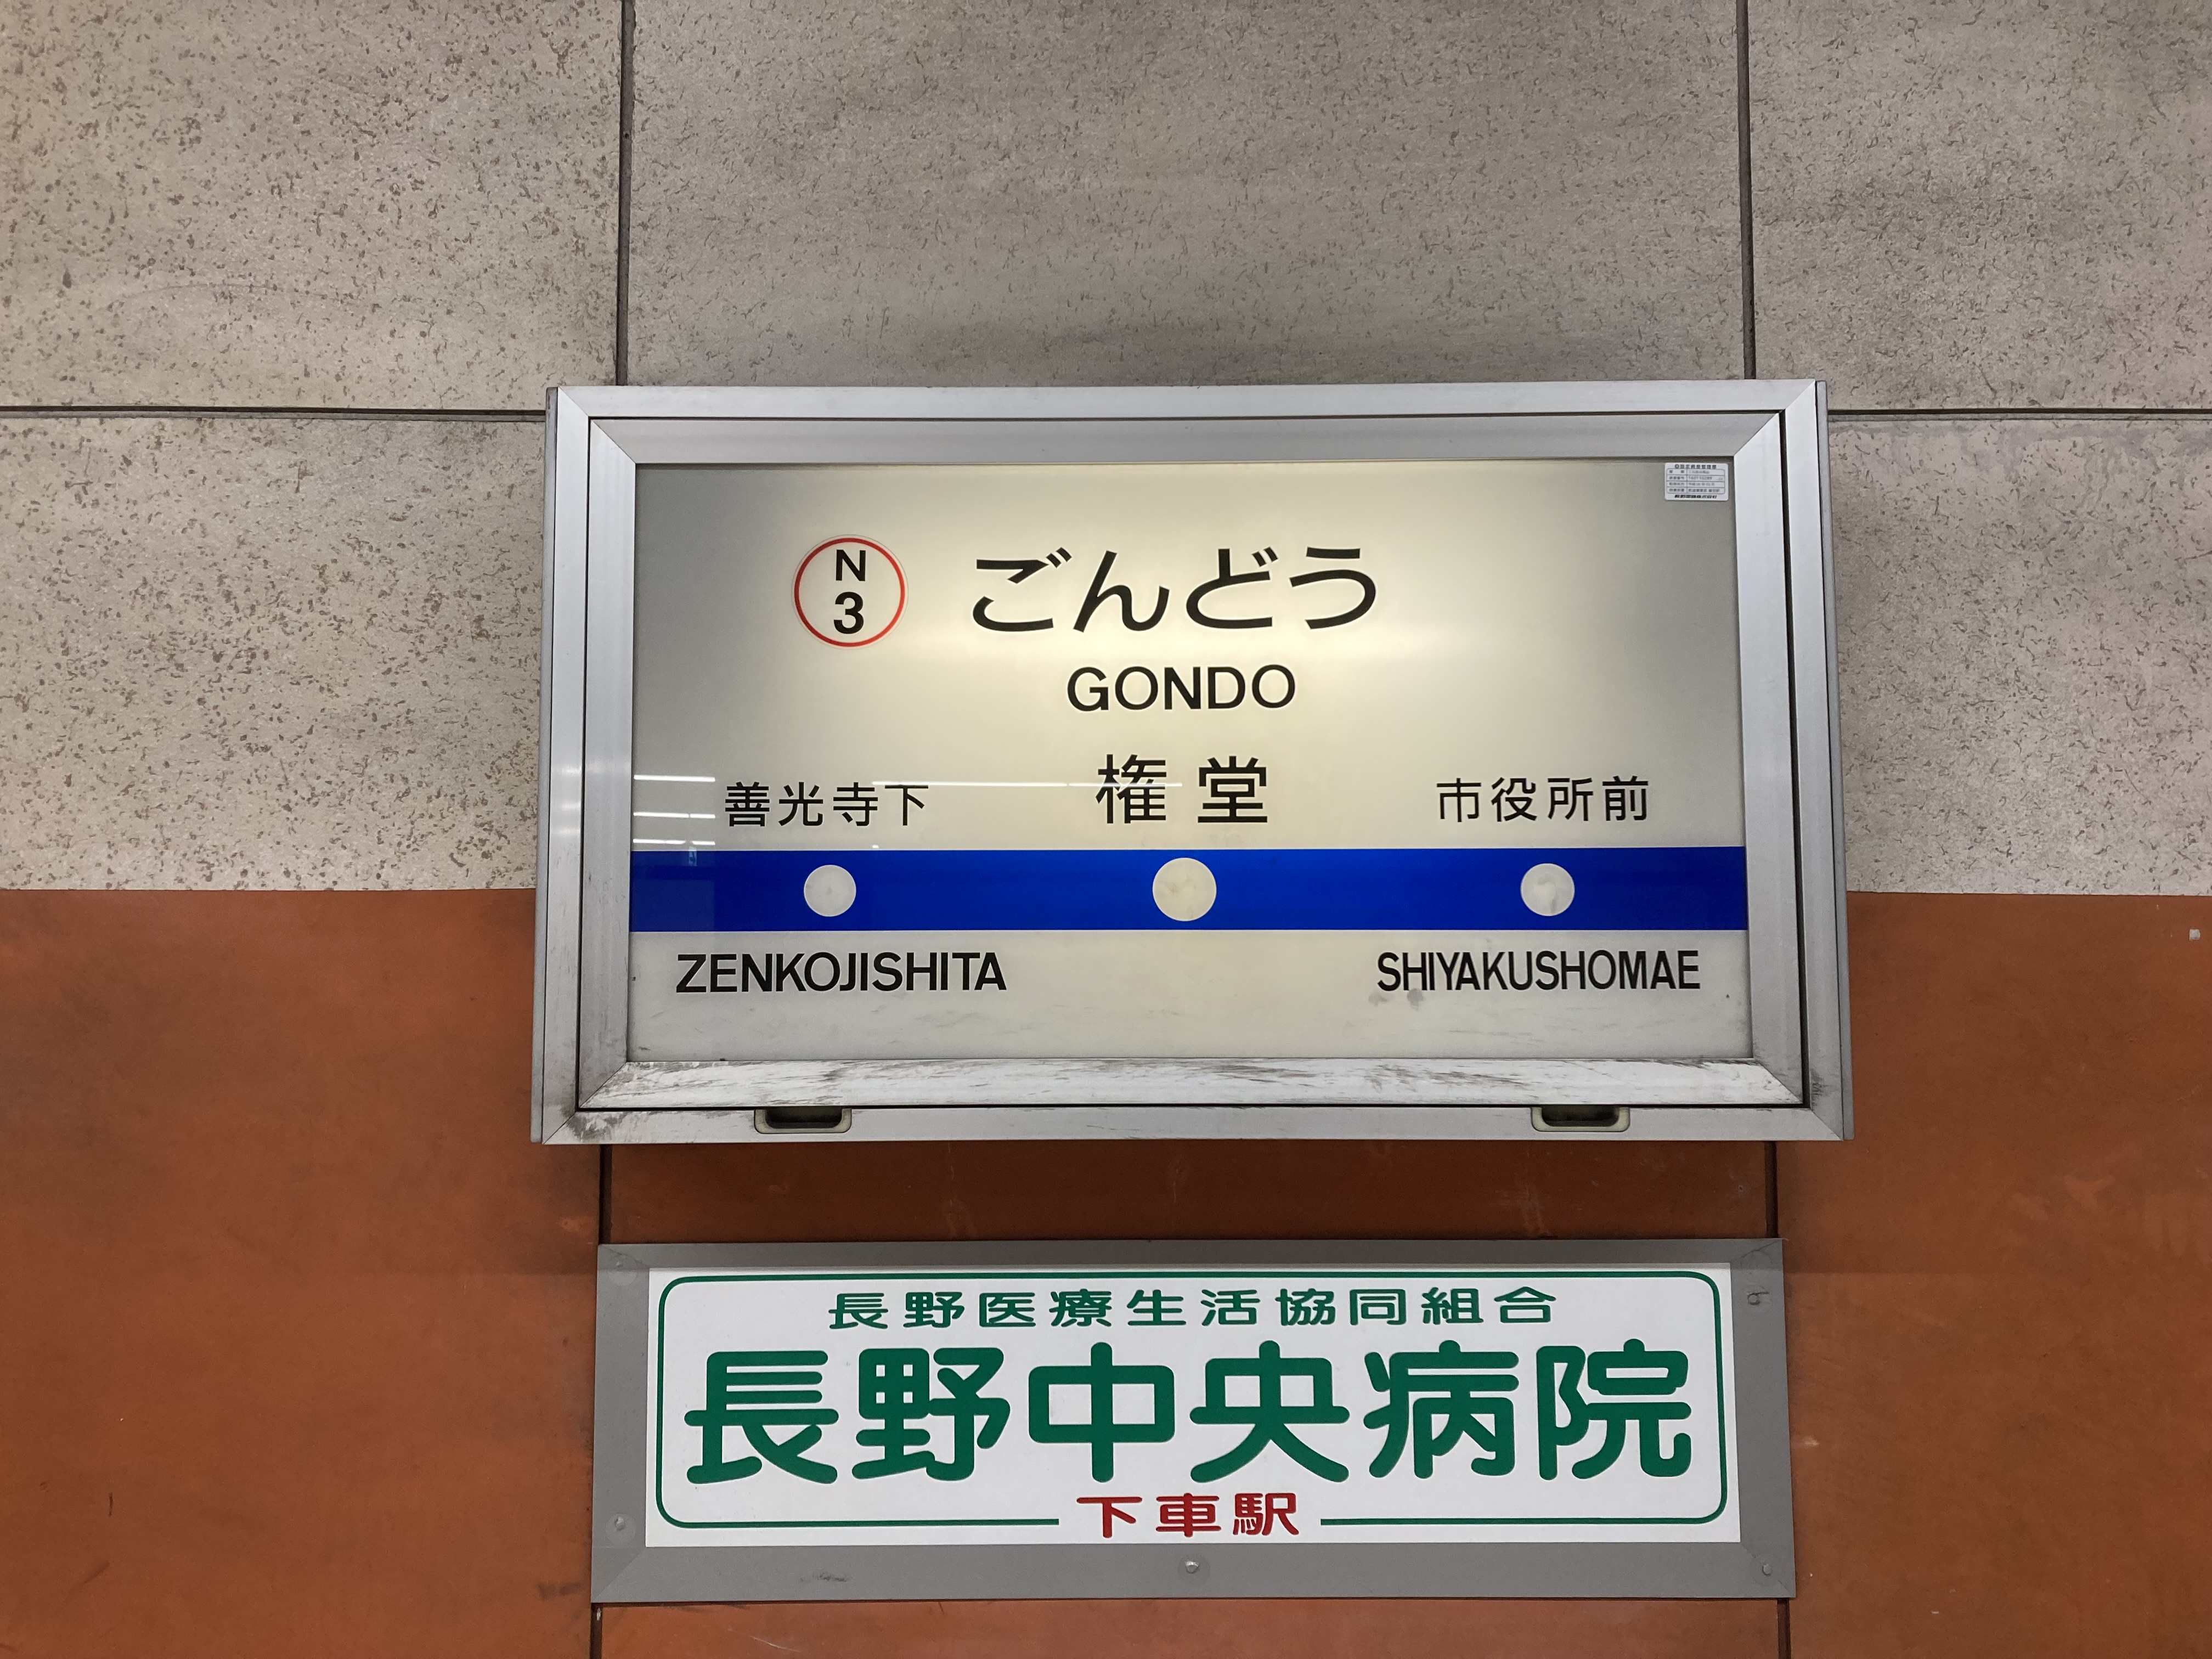 N
3
ごんどう
GONDO
善光寺下 権堂 市役所前
ZENKOJISHITA SHIYAKUSHOMAE
長野医療生活協同組合
長野中央病院
下車駅